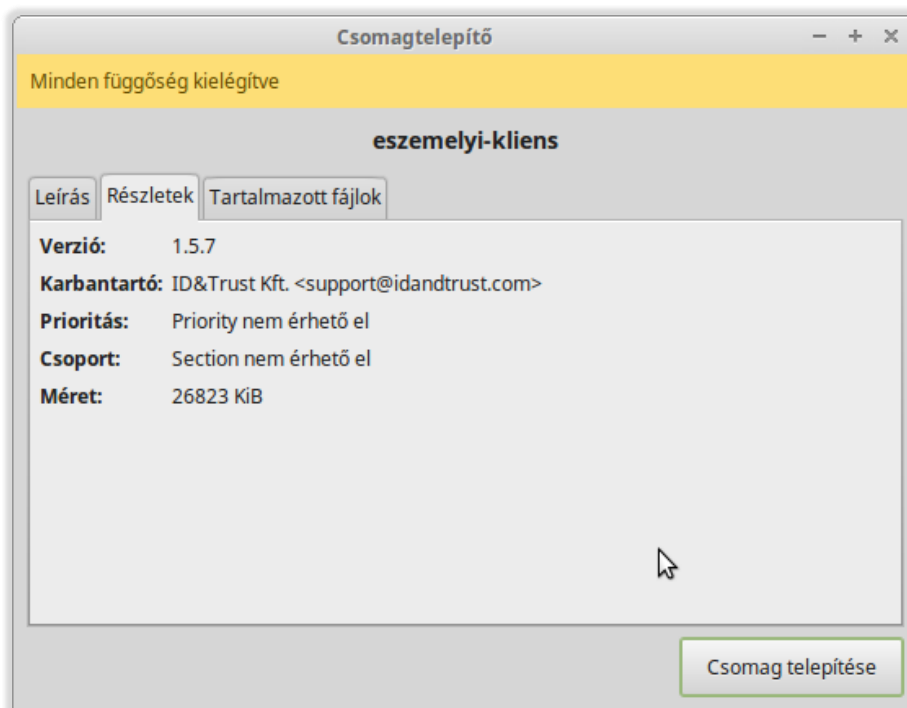 Csomagtelepítő
Minden függőség kielégítve
eszemelyi-kliens
Leírás Részletek Tartalmazott fájlok
Verzió: 1.5.7
Karbantartó: ID&Trust Kft. <support@idandtrust.com>
Prioritás: Priority nem érhető el
Csoport: Section nem érhető el
Méret: 26823 KiB
Csomag telepítése